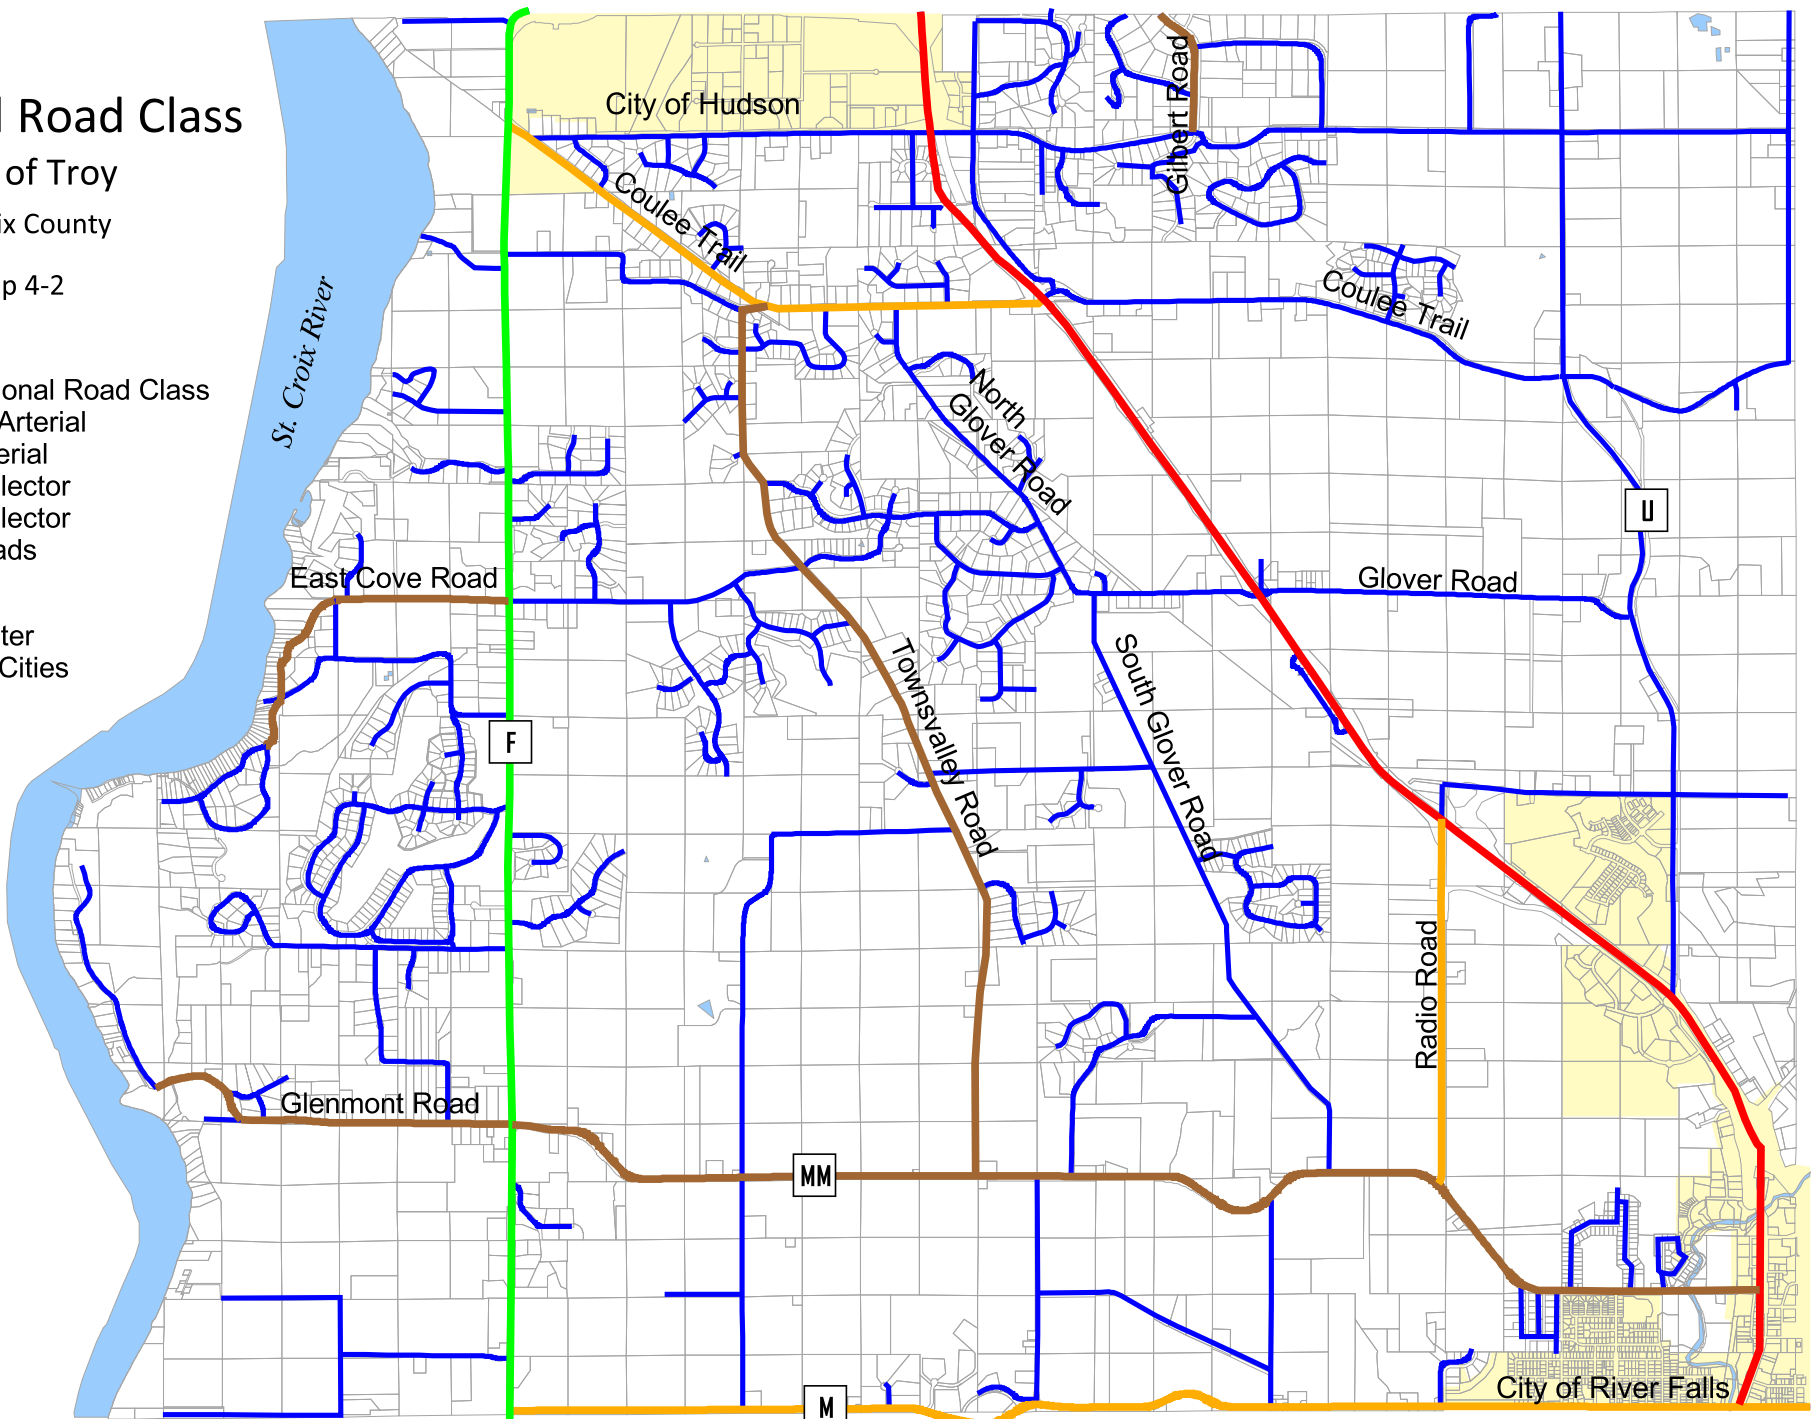 Road Class
of Troy
ix County
p 4-2
onal Road Class
Arterial
erial
lector
lector
ads
ter
Cities
City of Hudson
Gilbert Road
Coulee Trail
Coulee Trail
St. Croix River
North
Glover Road
U
East Cove Road
Glover Road
Townsvalley Road
South Glover Road
F
Radio Road
Glenmont Road
MM
City of River Falls
M